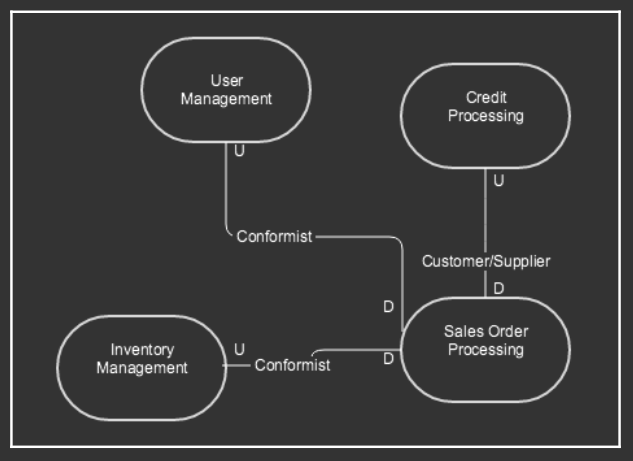 User
Management
Credit
Processing
U
U
Conformist
Customer/Supplier
D
D
Sales Order
Processing
Inventory
Management
U
Conformist
D